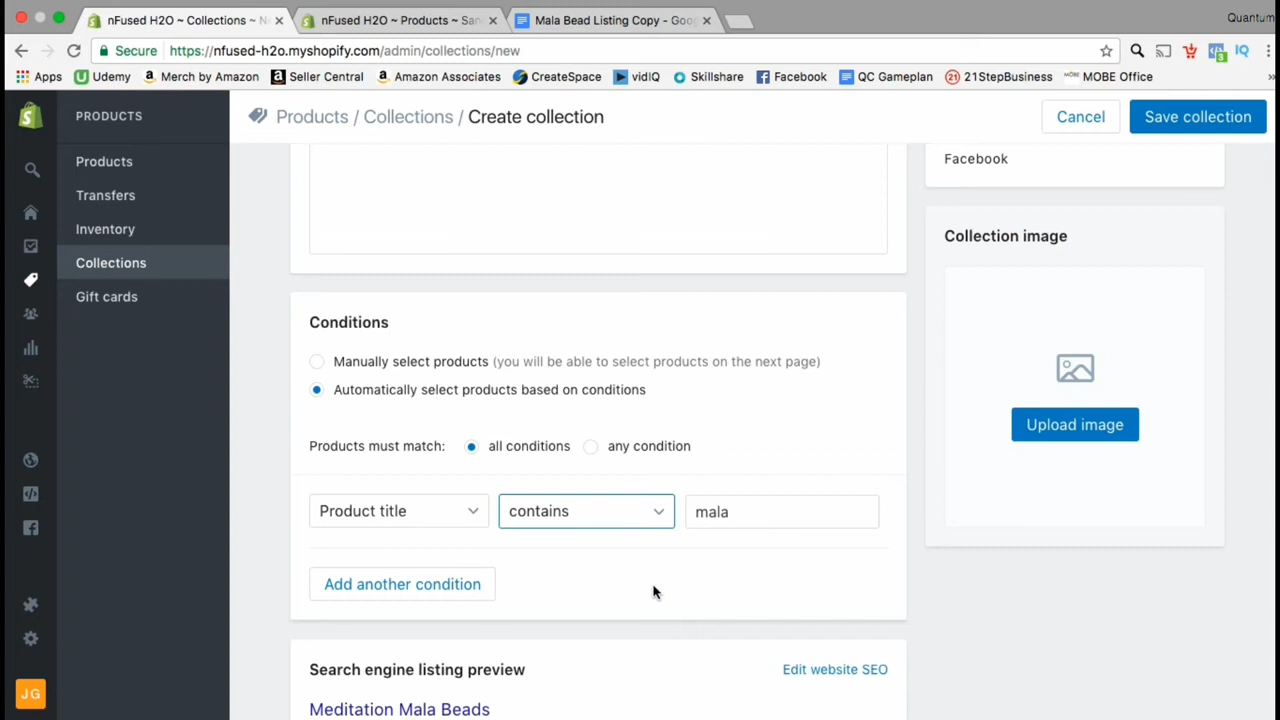 nFused H2O ~ Collections ~ N
nFused H2O ~ Products ~ San
Mala Bead Listing Copy - Goo
Quantum
Secure
https://nfused-h2o.myshopify.com/admin/collections/new
3
IQ
Apps
Udemy
Merch by Amazon
Seller Central
Amazon Associates
CreateSpace
vidIQ
Skillshare
Facebook
QC Gameplan
21StepBusiness
MOBE MOBE Office
»
PRODUCTS
Products / Collections / Create collection
Cancel
Save collection
Products
Transfers
Inventory
Collections
Gift cards
JG
Facebook
Collection image
Upload image
Conditions
Manually select products (you will be able to select products on the next page)
Automatically select products based on conditions
Products must match: all conditions any condition
Product title
contains
mala
Add another condition
Search engine listing preview
Edit website SEO
Meditation Mala Beads